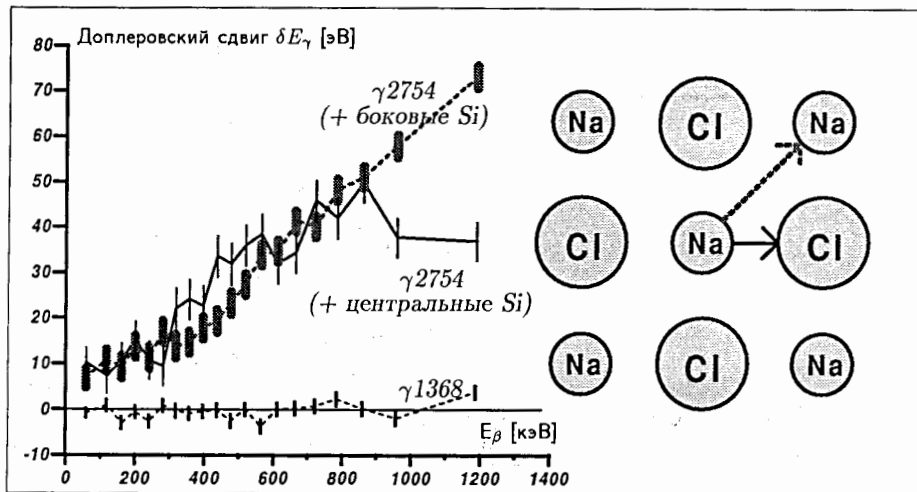 Доплеровский сдвиг δEγ [эВ]
80
70
60
50
40
30
20
10
0
-10
γ2754
(+ боковые Si)
γ2754
(+ центральные Si)
γ1368
Eβ [кэВ]
0 200 400 600 800 1000 1200 1400
Na Cl Na
Cl Na Cl
Na Cl Na